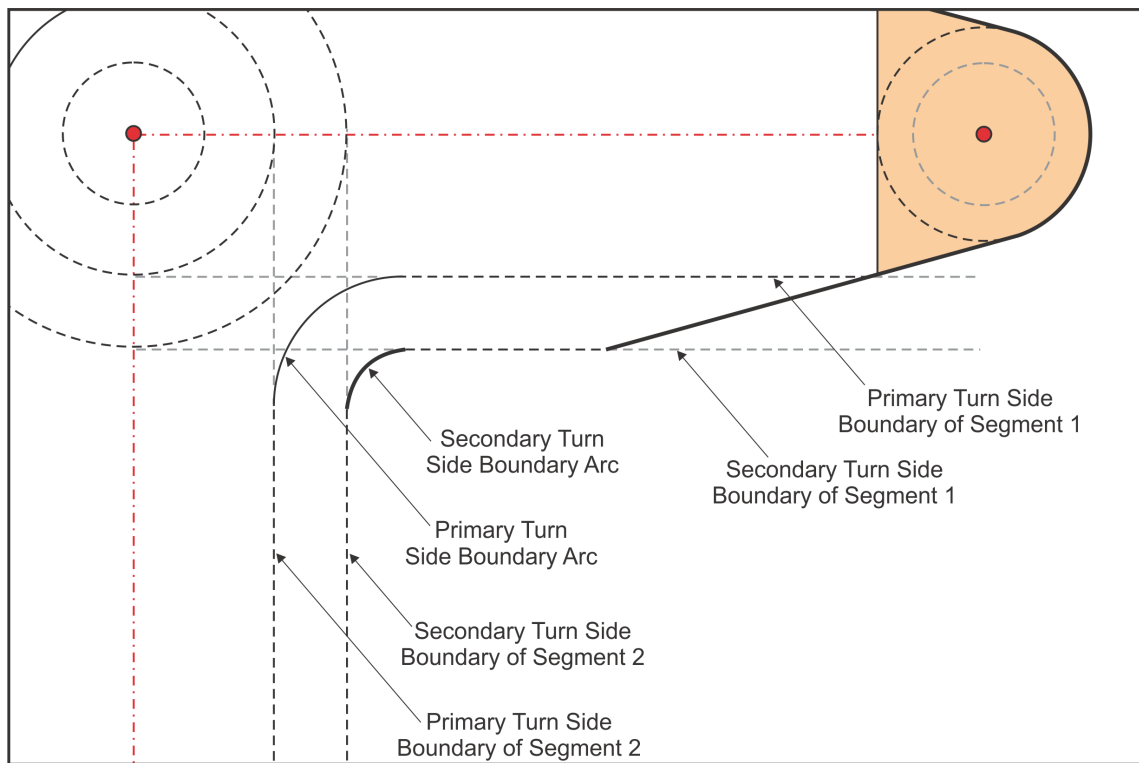 Primary Turn Side
Boundary of Segment 1
Secondary Turn
Side Boundary Arc
Secondary Turn Side
Boundary of Segment 1
Primary Turn
Side Boundary Arc
Secondary Turn Side
Boundary of Segment 2
Primary Turn Side
Boundary of Segment 2